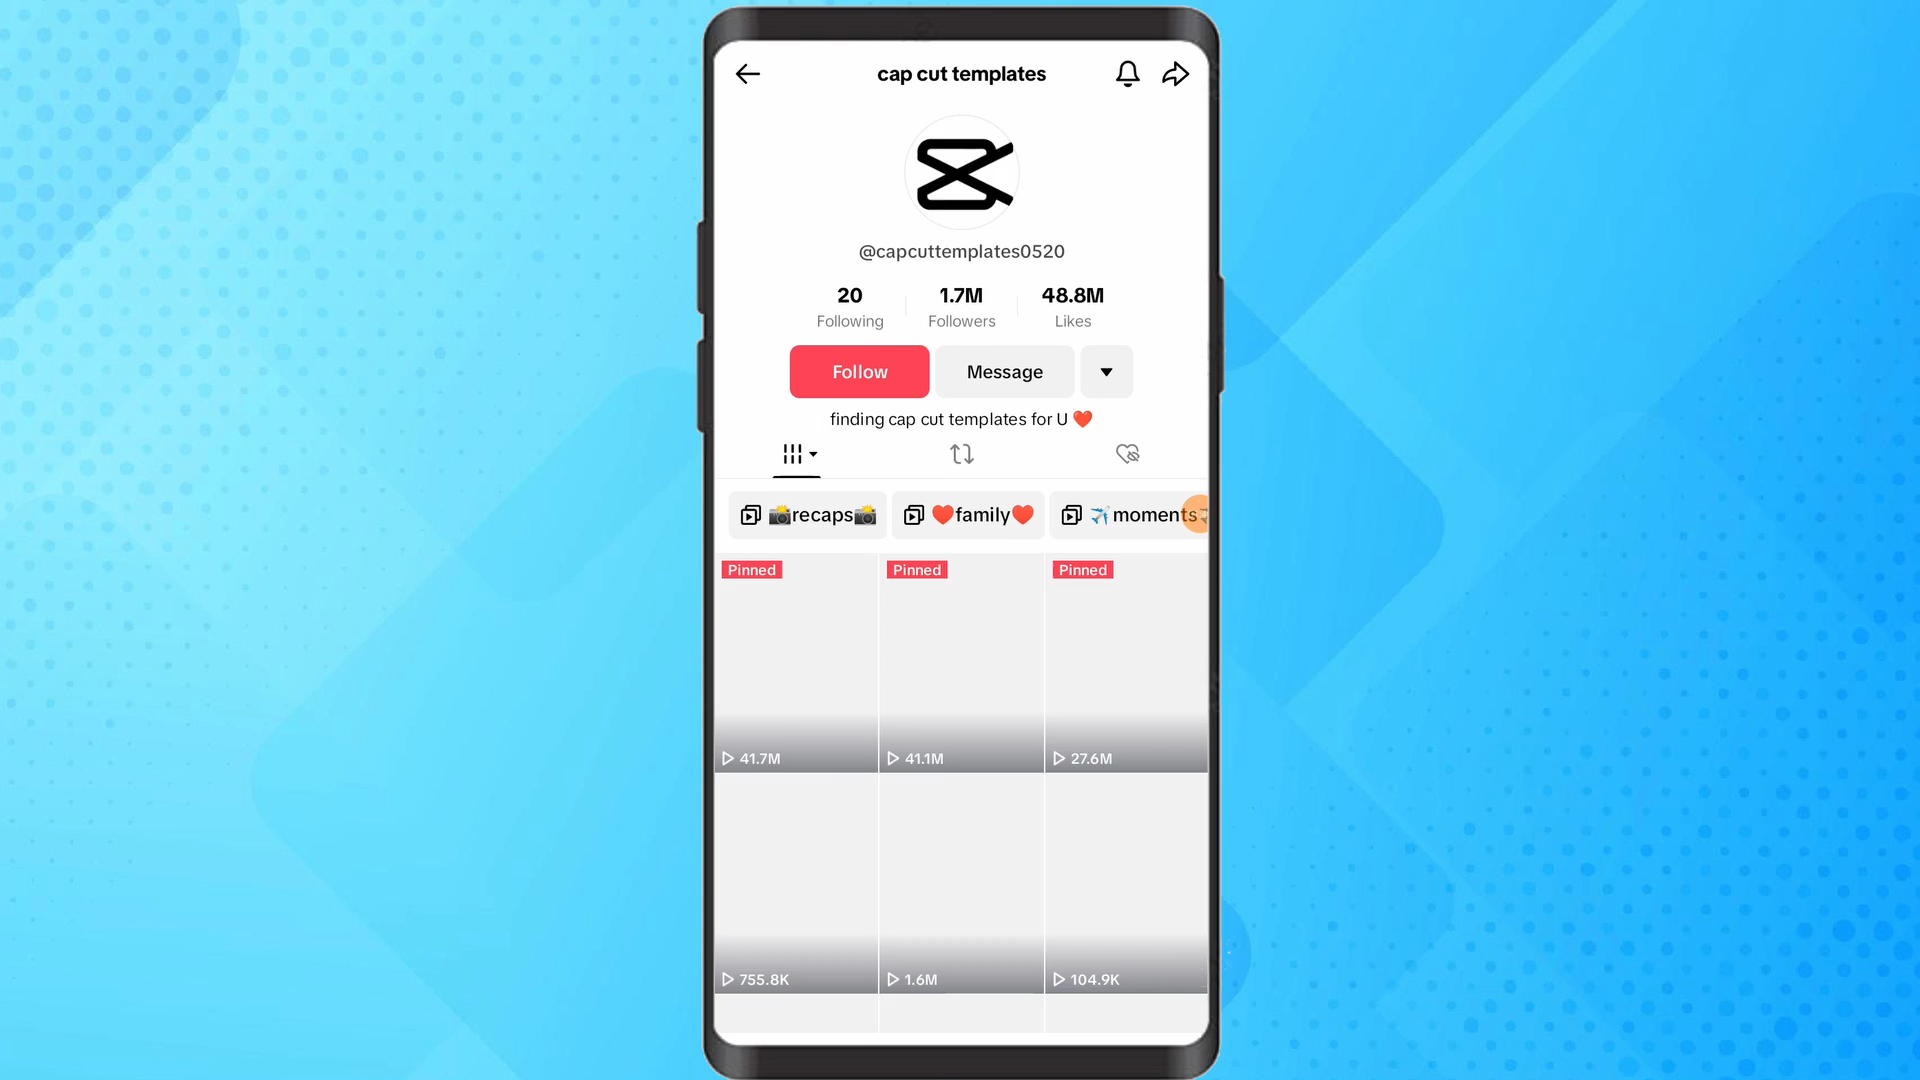 cap cut templates
@capcuttemplates0520
20 1.7M 48.8M
Following Followers Likes
Follow Message
finding cap cut templates for U ❤️
📸recaps📸 ❤️family❤️ ✈️moments
Pinned Pinned Pinned
41.7M 41.1M 27.6M
755.8K 1.6M 104.9K